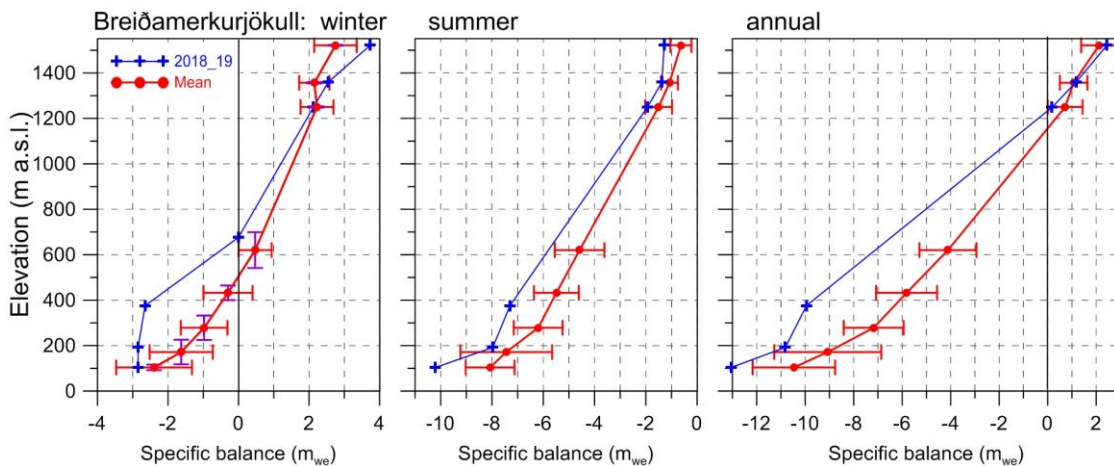 Breiðamerkurjökull: winter
summer
annual
2018_19
Mean
Elevation (m a.s.l.)
1400
1200
1000
800
600
400
200
0
-4 -2 0 2 4
-10 -8 -6 -4 -2 0
-12 -10 -8 -6 -4 -2 0 2
Specific balance (mwe)
Specific balance (mwe)
Specific balance (mwe)